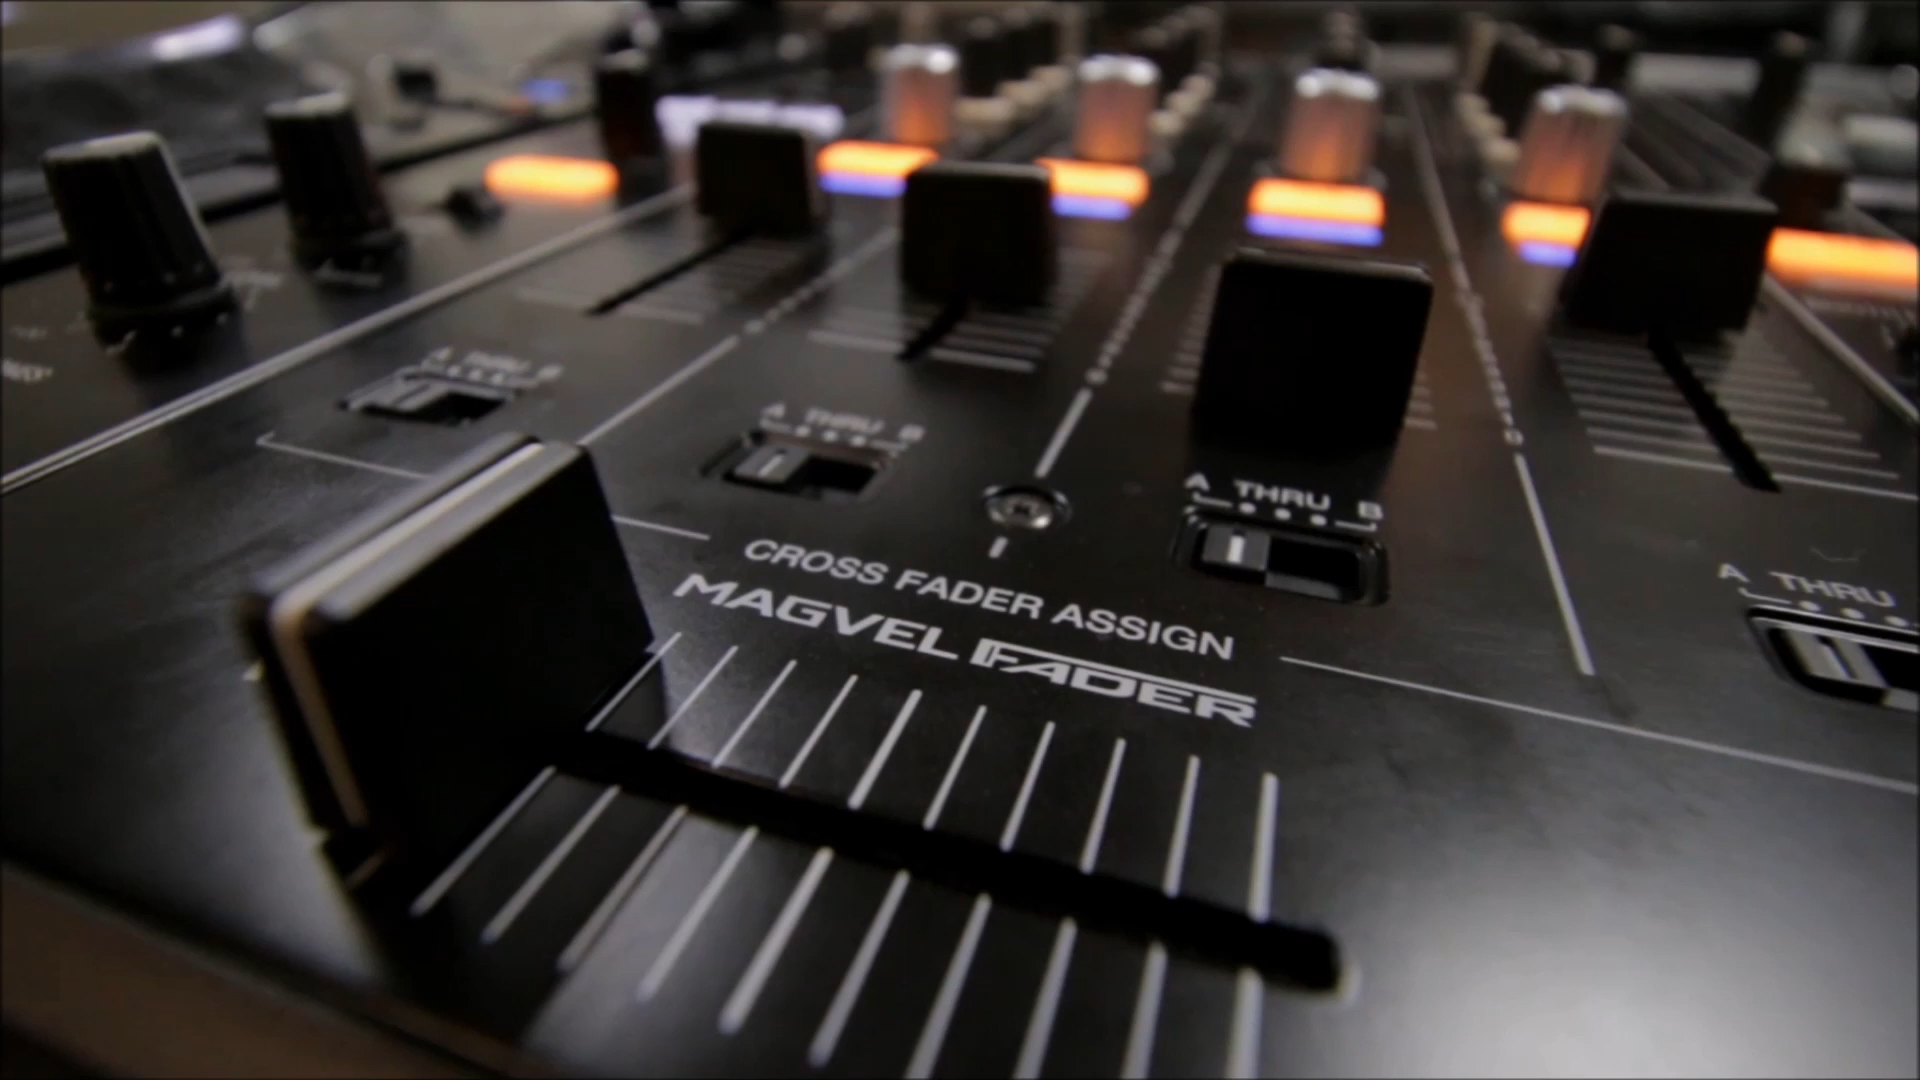 A THRU B
A THRU B
A THRU B
A THRU
CROSS FADER ASSIGN
MAGVEL FADER